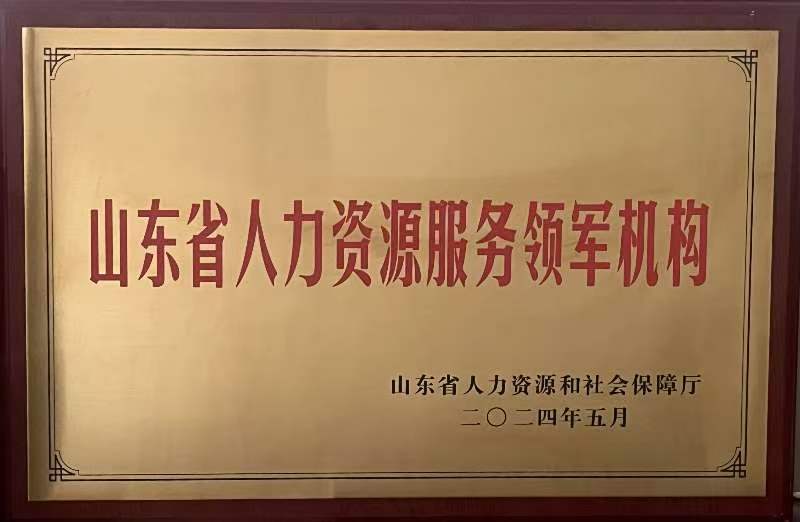 山东省人力资源服务领军机构
山东省人力资源和社会保障厅
二〇二四年五月